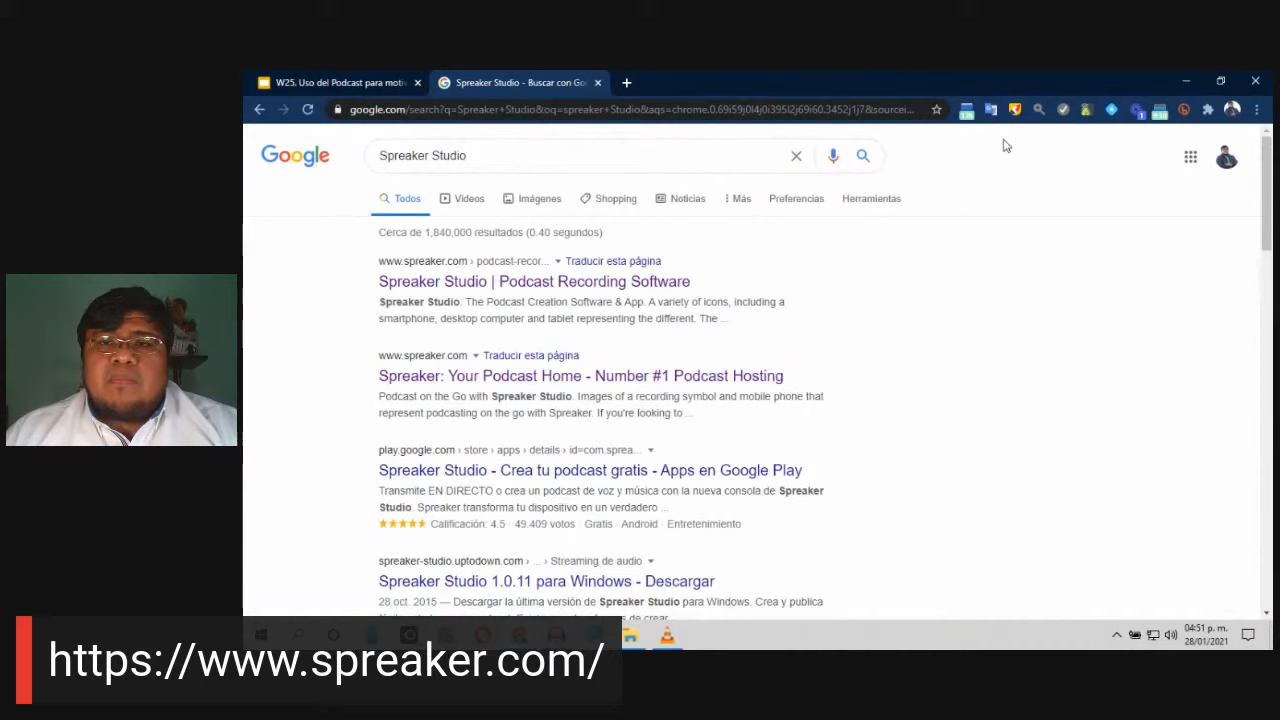 W25. Uso del Podcast para motiv
Spreaker Studio - Buscar con Go
google.com/search?q=Spreaker+Studio&oq=spreaker+Studio&aqs=chrome.0.69i59j0l4j0i395l2j69i60.3452j1j7&sourcei...
Google
Spreaker Studio
Todos
Videos
Imágenes
Shopping
Noticias
Más
Preferencias
Herramientas
Cerca de 1,840,000 resultados (0.40 segundos)
www.spreaker.com › podcast-recor... Traducir esta página
Spreaker Studio | Podcast Recording Software
Spreaker Studio: The Podcast Creation Software & App. A variety of icons, including a
smartphone, desktop computer and tablet representing the different. The ...
www.spreaker.com Traducir esta página
Spreaker: Your Podcast Home - Number #1 Podcast Hosting
Podcast on the Go with Spreaker Studio. Images of a recording symbol and mobile phone that
represent podcasting on the go with Spreaker. If you're looking to ...
play.google.com › store › apps › details › id=com.sprea...
Spreaker Studio - Crea tu podcast gratis - Apps en Google Play
Transmite EN DIRECTO o crea un podcast de voz y música con la nueva consola de Spreaker
Studio. Spreaker transforma tu dispositivo en un verdadero ...
Calificación: 4.5 · 49.409 votos · Gratis · Android · Entretenimiento
spreaker-studio.uptodown.com › ... › Streaming de audio
Spreaker Studio 1.0.11 para Windows - Descargar
28 oct. 2015 — Descargar la última versión de Spreaker Studio para Windows. Crea y publica
04:51 p. m.
28/01/2021
https://www.spreaker.com/